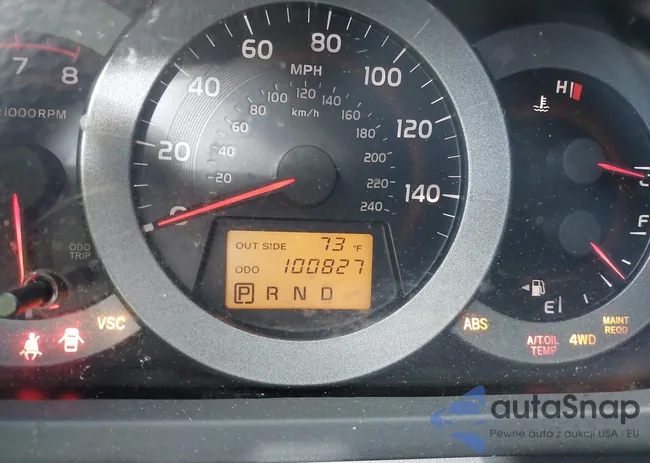 7 8
:1000RPM
ODO
TRIP
VSC
0 20 40 60 80 100 120 140
MPH
km/h
20 40 60 80 100 120 140 160 180 200 220 240
OUT SIDE 73 °F
ODO 100827
P R N D
H
F
E
ABS
A/T OIL
TEMP
4WD
MAINT
REQD
autaSnap
Pewne auta z aukcji USA i EU